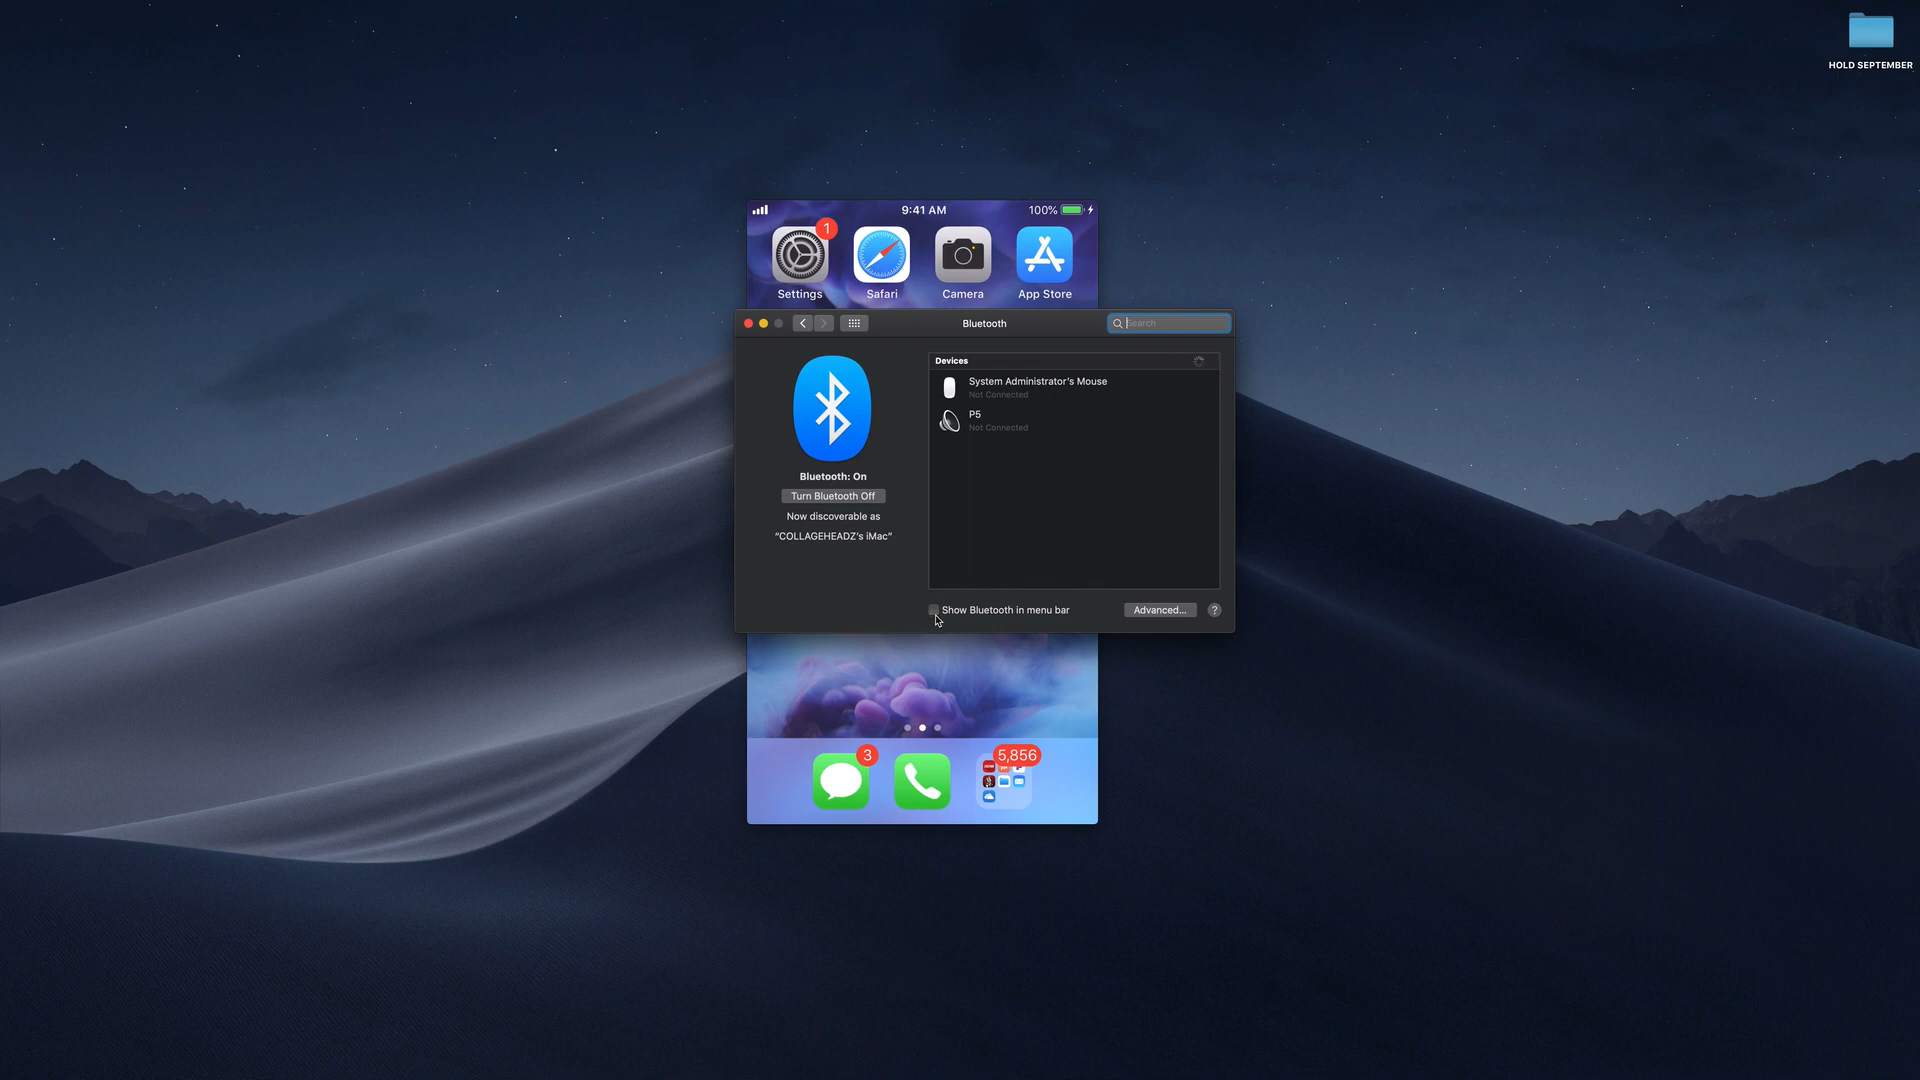 HOLD SEPTEMBER
9:41 AM
100%
1
Settings
Safari
Camera
App Store
Bluetooth
Search
Devices
System Administrator's Mouse
Not Connected
P5
Not Connected
Bluetooth: On
Turn Bluetooth Off
Now discoverable as
“COLLAGEHEADZ's iMac”
Show Bluetooth in menu bar
Advanced...
?
3
5,856